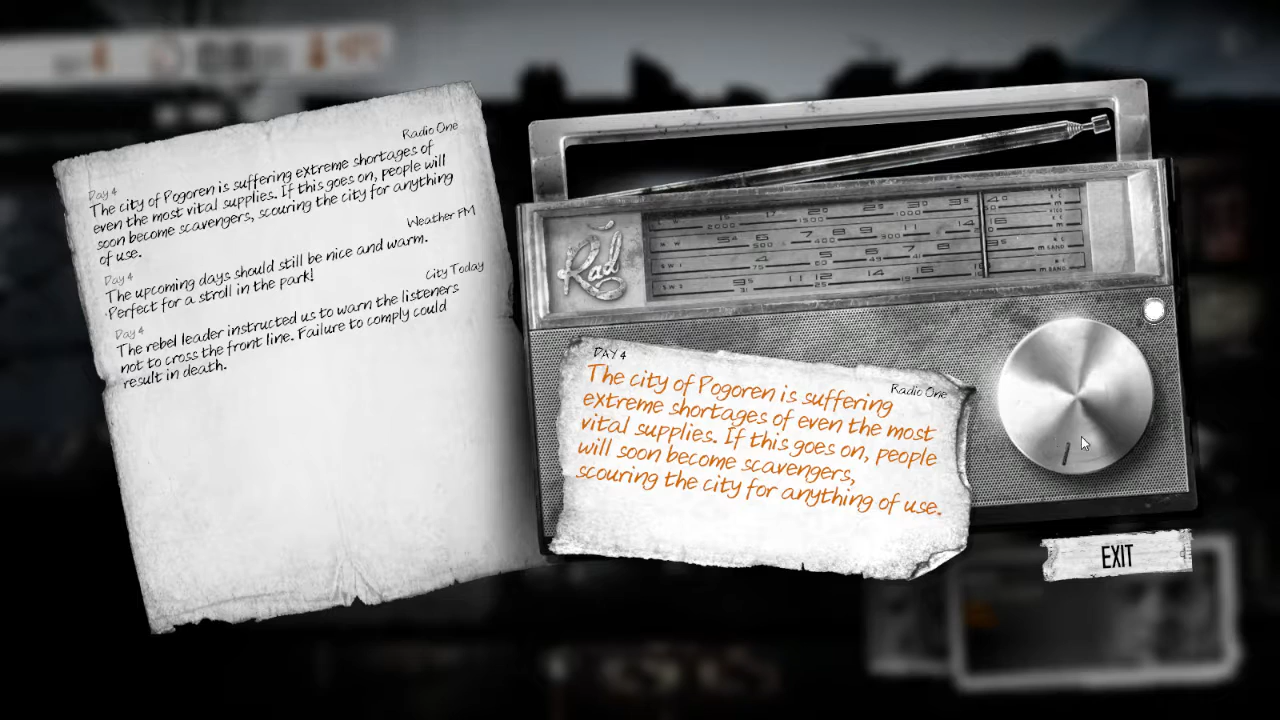 Radio One
Day 4
The city of Pogoren is suffering extreme shortages of
even the most vital supplies. If this goes on, people will
soon become scavengers, scouring the city for anything
of use.
Weather FM
Day 4
The upcoming days should still be nice and warm.
Perfect for a stroll in the park!
City Today
Day 4
The rebel leader instructed us to warn the listeners
not to cross the front line. Failure to comply could
result in death.
Rad
DAY 4
Radio One
The city of Pogoren is suffering
extreme shortages of even the most
vital supplies. If this goes on, people
will soon become scavengers,
scouring the city for anything of use.
EXIT